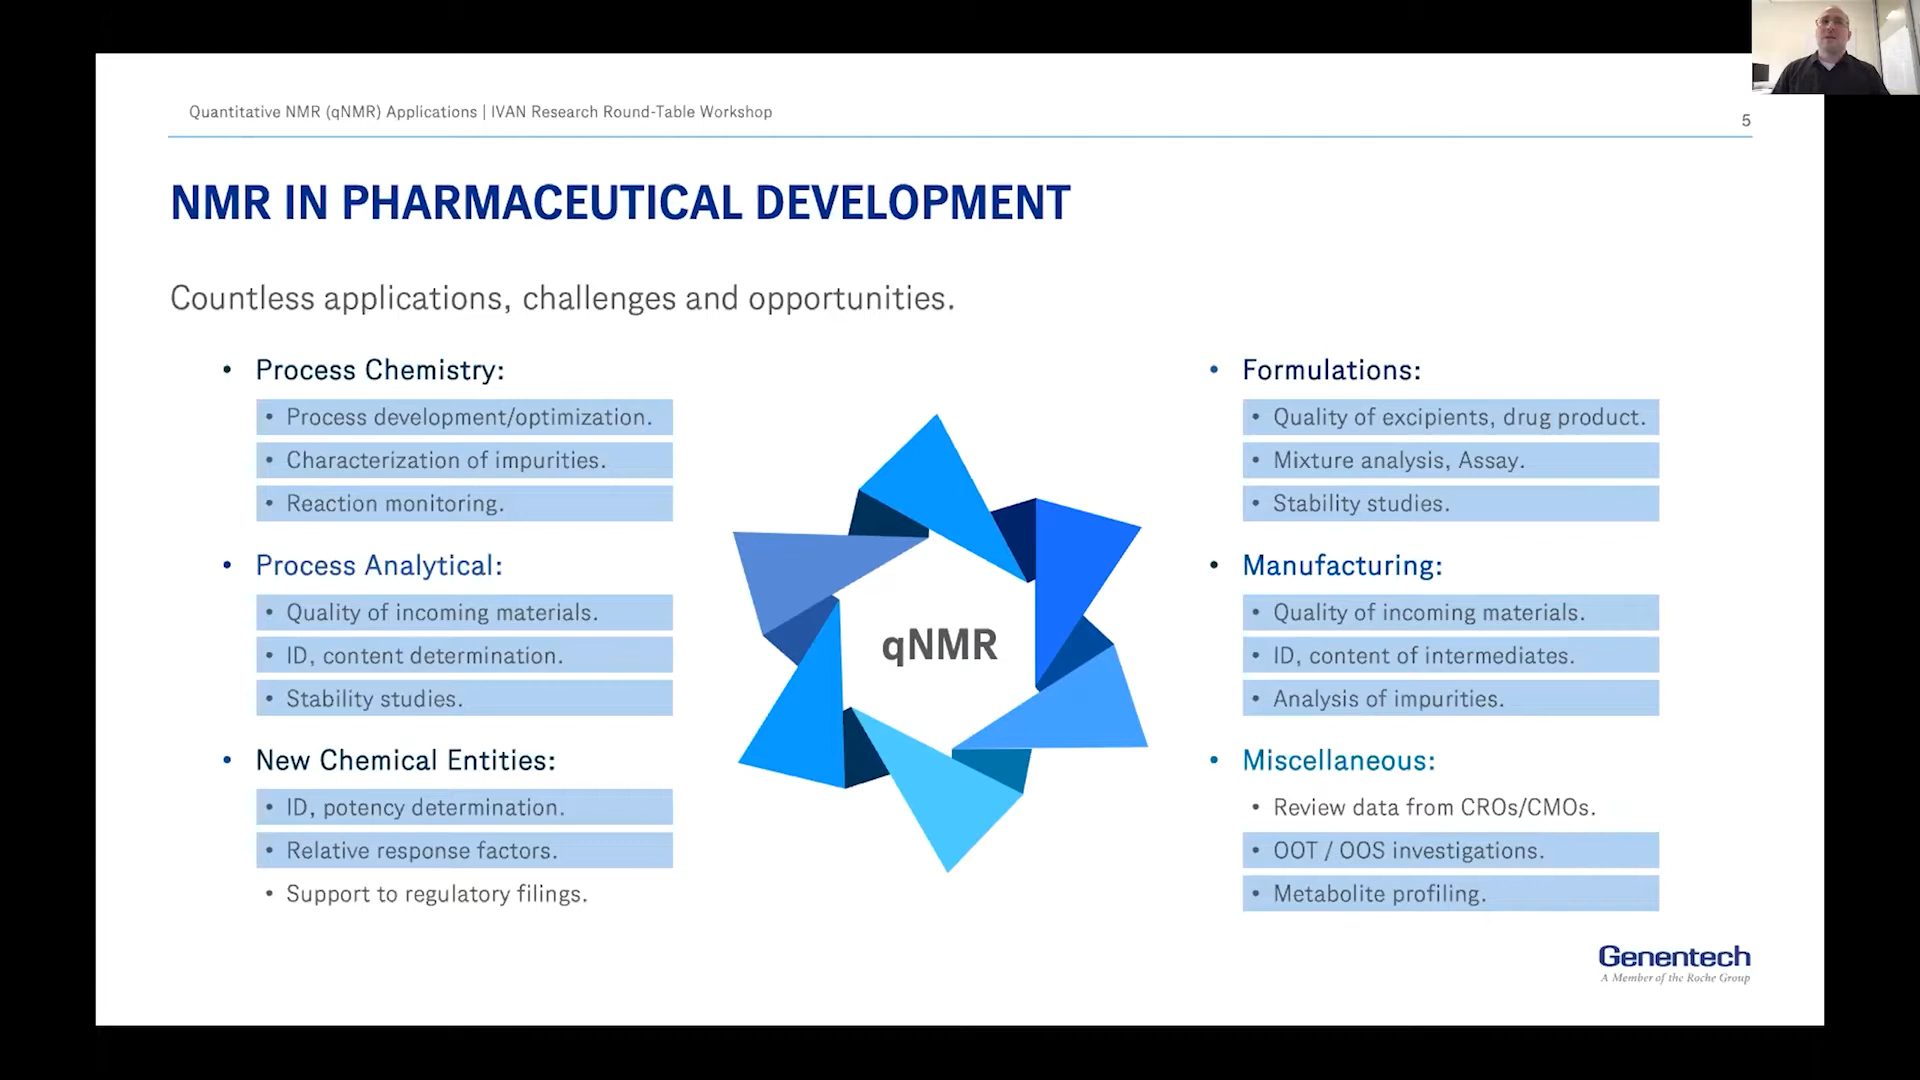 Quantitative NMR (qNMR) Applications | IVAN Research Round-Table Workshop
5
NMR IN PHARMACEUTICAL DEVELOPMENT
Countless applications, challenges and opportunities.
• Process Chemistry:
• Process development/optimization.
• Characterization of impurities.
• Reaction monitoring.
• Process Analytical:
• Quality of incoming materials.
• ID, content determination.
• Stability studies.
• New Chemical Entities:
• ID, potency determination.
• Relative response factors.
• Support to regulatory filings.
qNMR
• Formulations:
• Quality of excipients, drug product.
• Mixture analysis, Assay.
• Stability studies.
• Manufacturing:
• Quality of incoming materials.
• ID, content of intermediates.
• Analysis of impurities.
• Miscellaneous:
• Review data from CROs/CMOs.
• OOT / OOS investigations.
• Metabolite profiling.
Genentech
A Member of the Roche Group